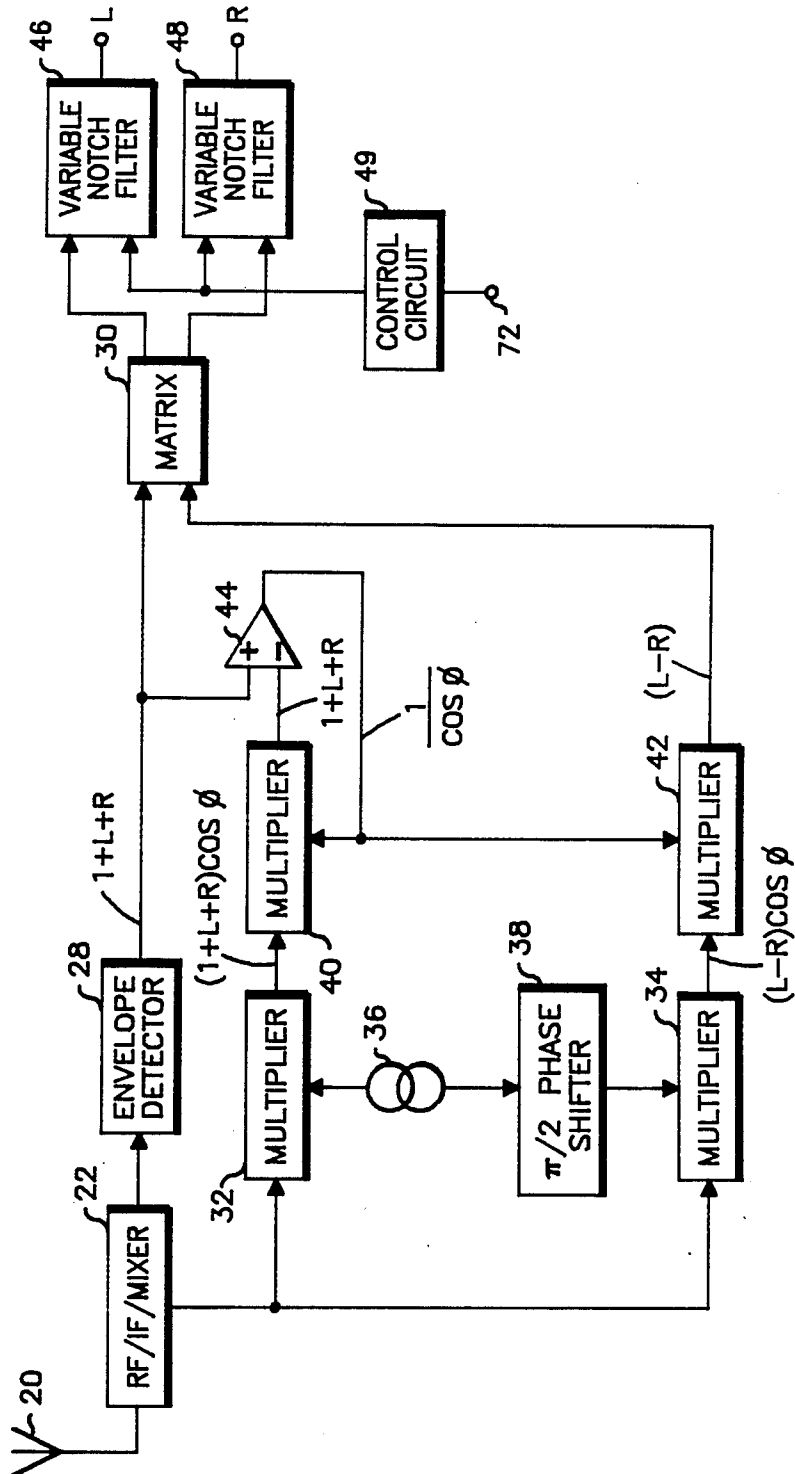 20
22
RF/IF/MIXER
28
ENVELOPE
DETECTOR
1+L+R
30
MATRIX
46
VARIABLE
NOTCH
FILTER
L
48
VARIABLE
NOTCH
FILTER
R
49
CONTROL
CIRCUIT
72
32
MULTIPLIER
(1+L+R)COS Ø
40
MULTIPLIER
1+L+R
44
+
−
1
COS Ø
36
38
π/2 PHASE
SHIFTER
34
MULTIPLIER
(L−R)COS Ø
42
MULTIPLIER
(L−R)